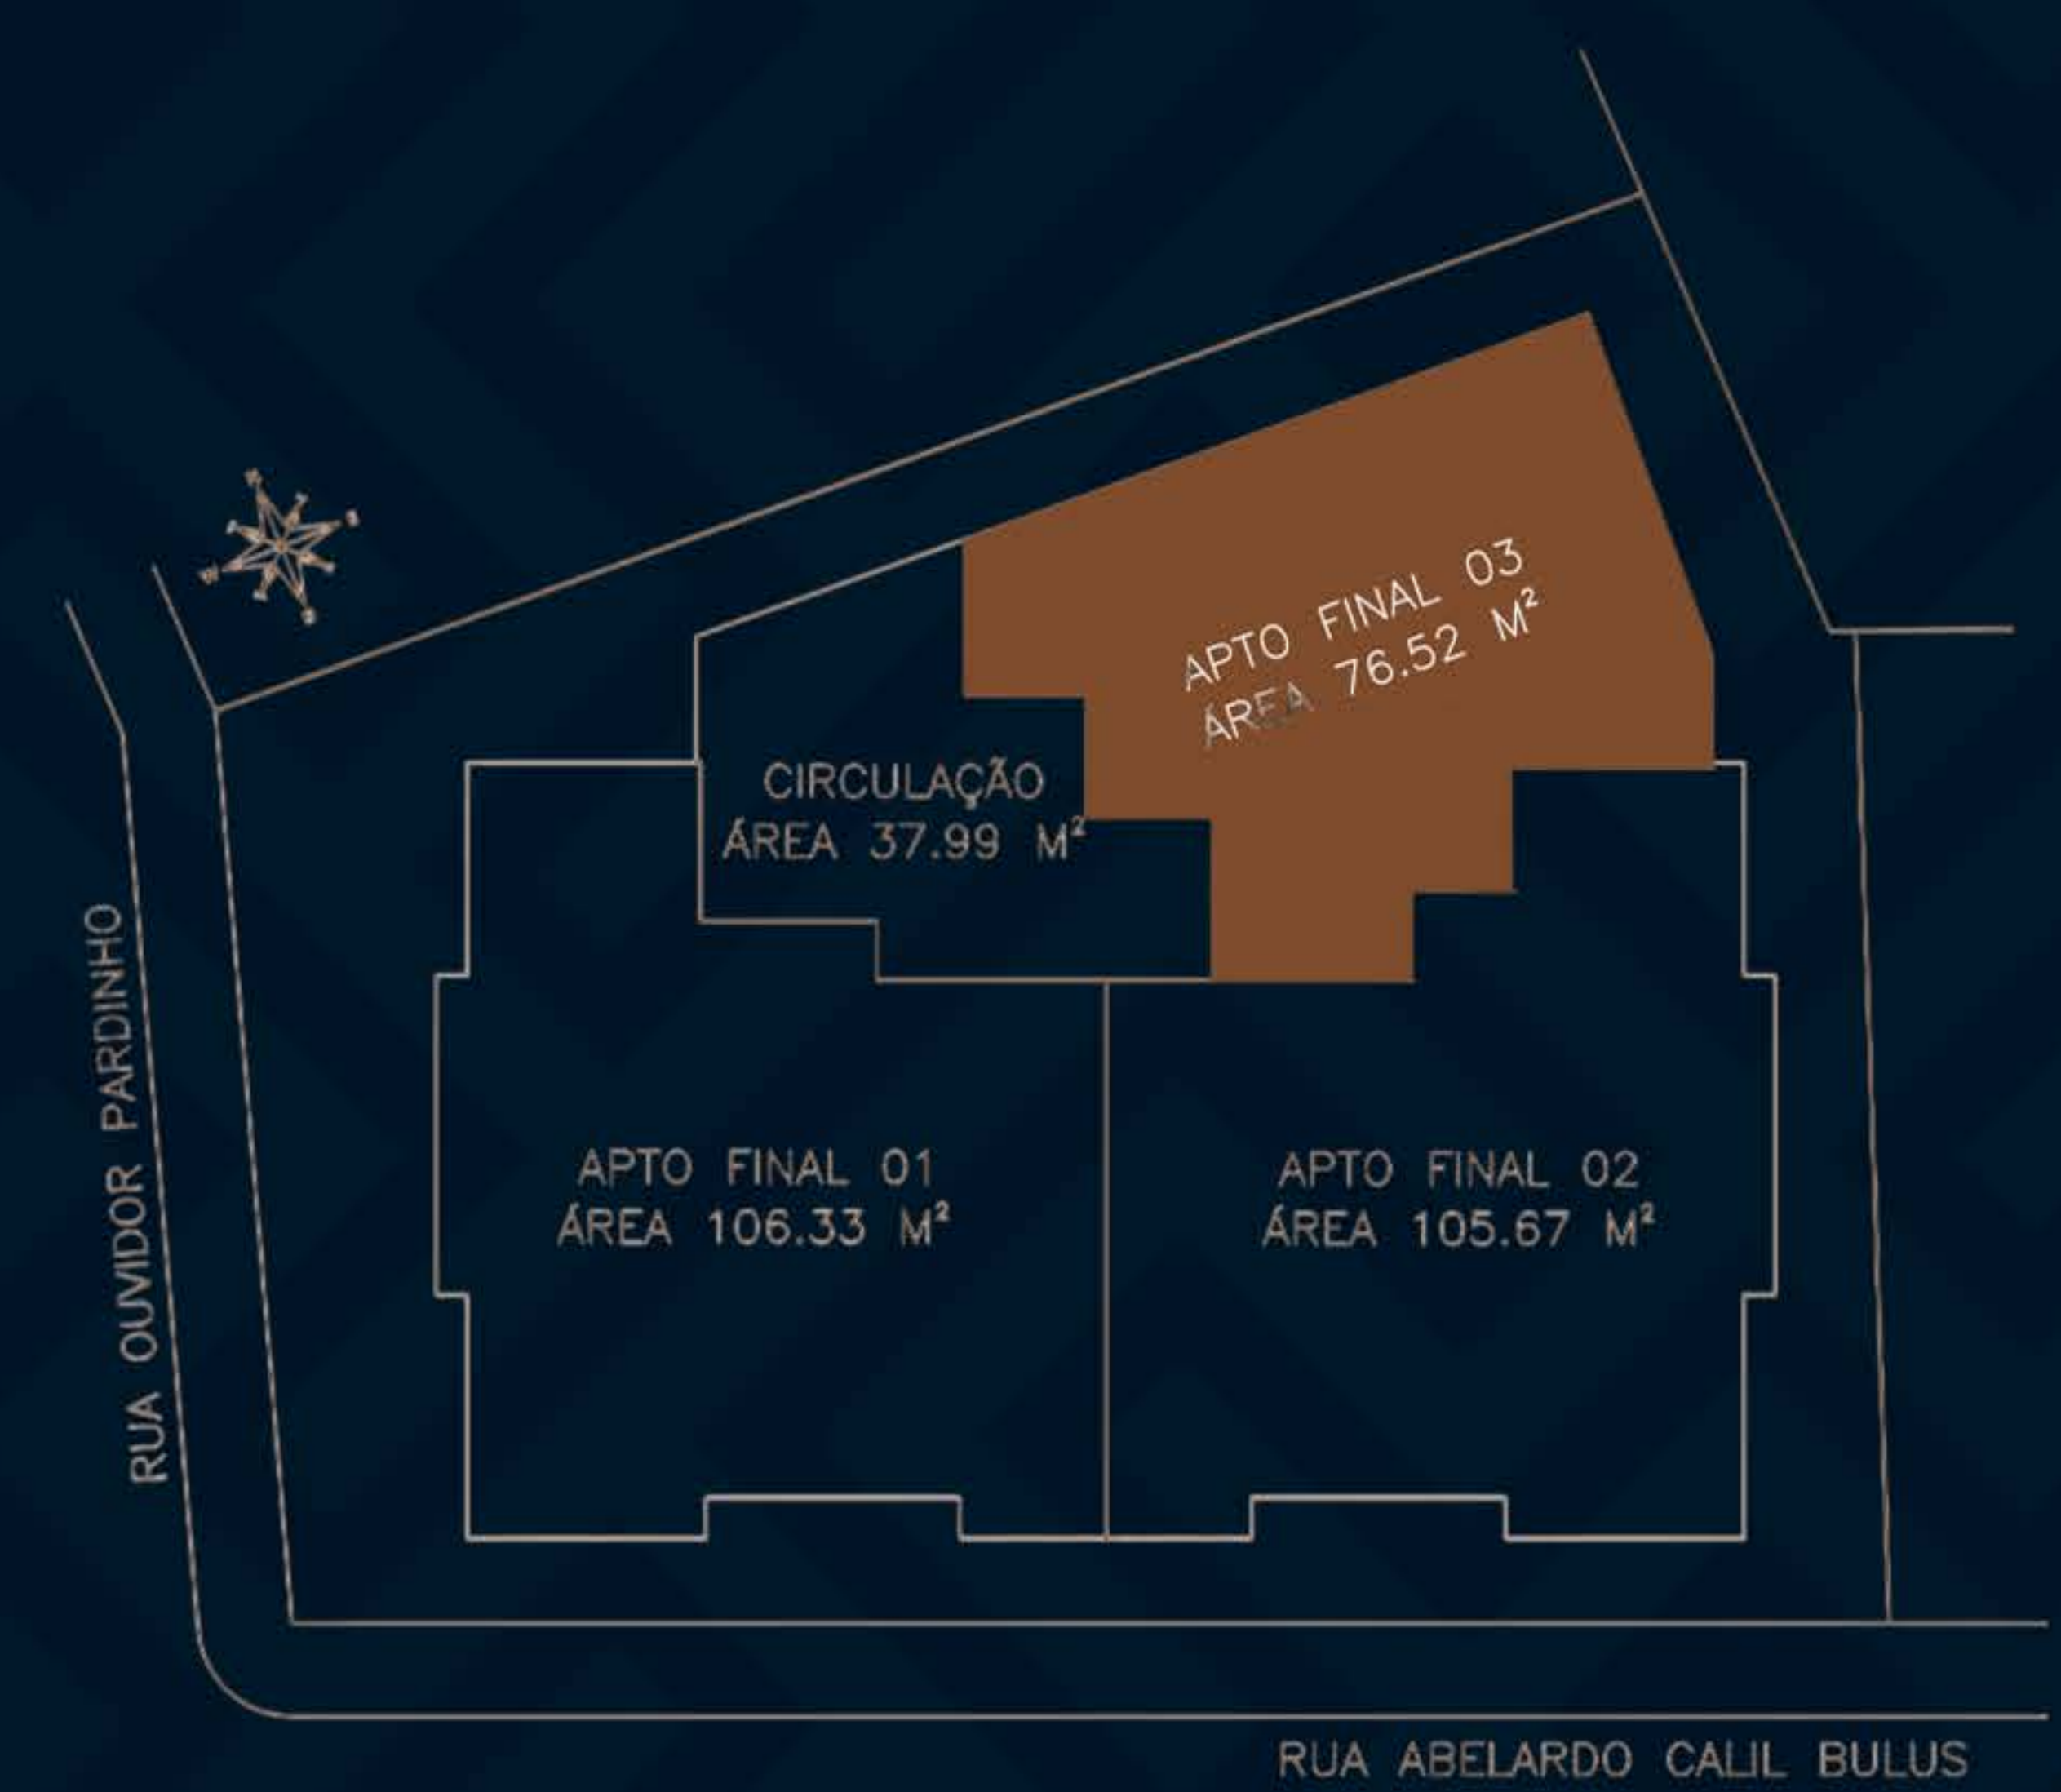 APTO FINAL 03
ÁREA 76.52 M²
CIRCULAÇÃO
ÁREA 37.99 M²
APTO FINAL 01
ÁREA 106.33 M²
APTO FINAL 02
ÁREA 105.67 M²
RUA OUVIDOR PARDINHO
RUA ABELARDO CALIL BULUS